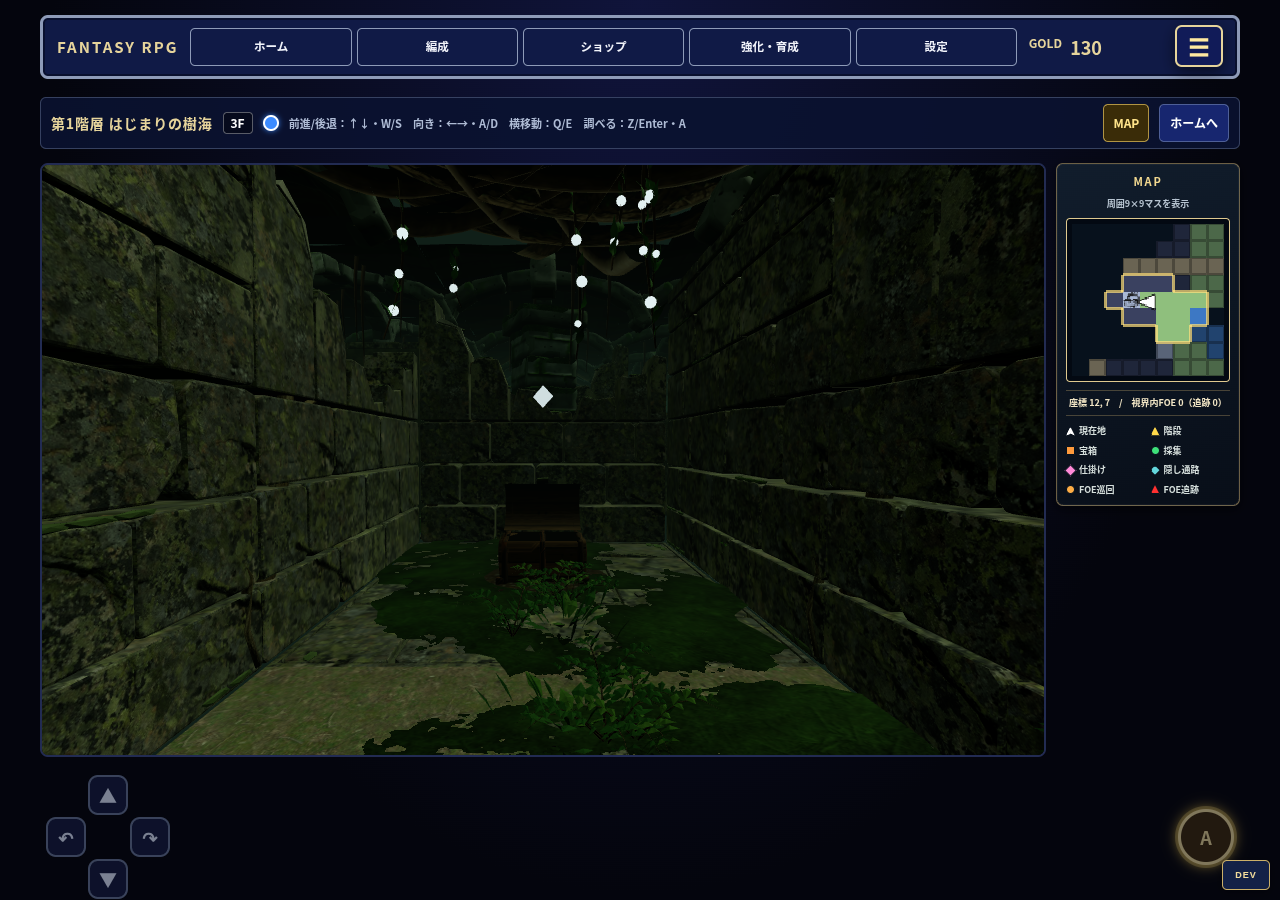 FANTASY RPG
ホーム
編成
ショップ
強化・育成
設定
GOLD 130
第1階層 はじまりの樹海
3F
前進/後退：↑↓・W/S　向き：←→・A/D　横移動：Q/E　調べる：Z/Enter・A
MAP
ホームへ
MAP
周囲9×9マスを表示
座標 12, 7　/　視界内FOE 0（追跡 0）
現在地
階段
宝箱
採集
仕掛け
隠し通路
FOE巡回
FOE追跡
A
DEV